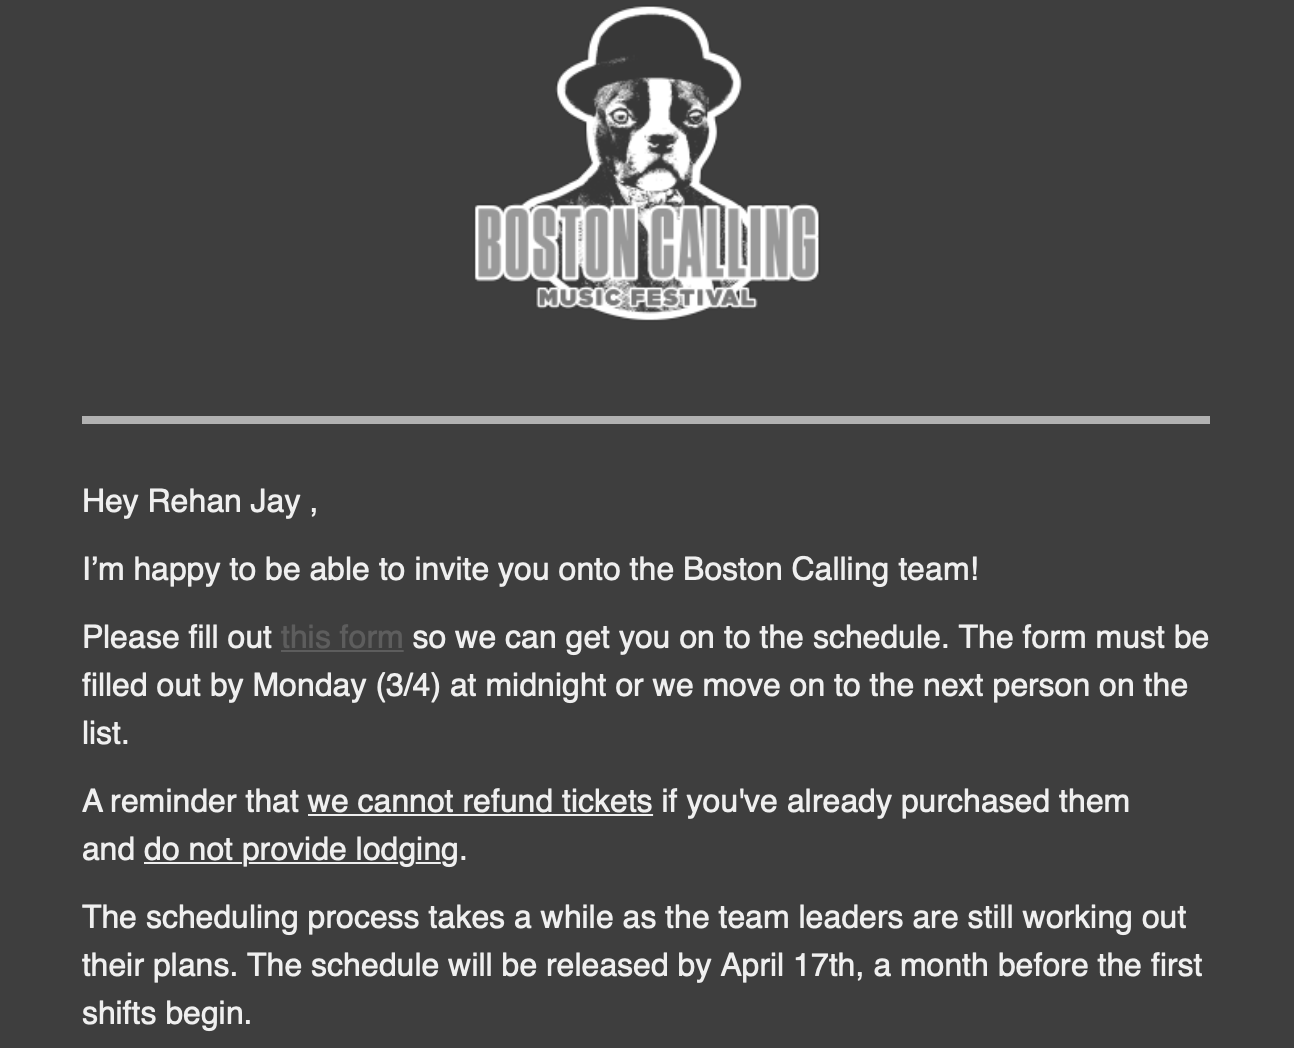 BOSTON CALLING
MUSIC FESTIVAL
Hey Rehan Jay ,
I’m happy to be able to invite you onto the Boston Calling team!
Please fill out this form so we can get you on to the schedule. The form must be
filled out by Monday (3/4) at midnight or we move on to the next person on the
list.
A reminder that we cannot refund tickets if you've already purchased them
and do not provide lodging.
The scheduling process takes a while as the team leaders are still working out
their plans. The schedule will be released by April 17th, a month before the first
shifts begin.